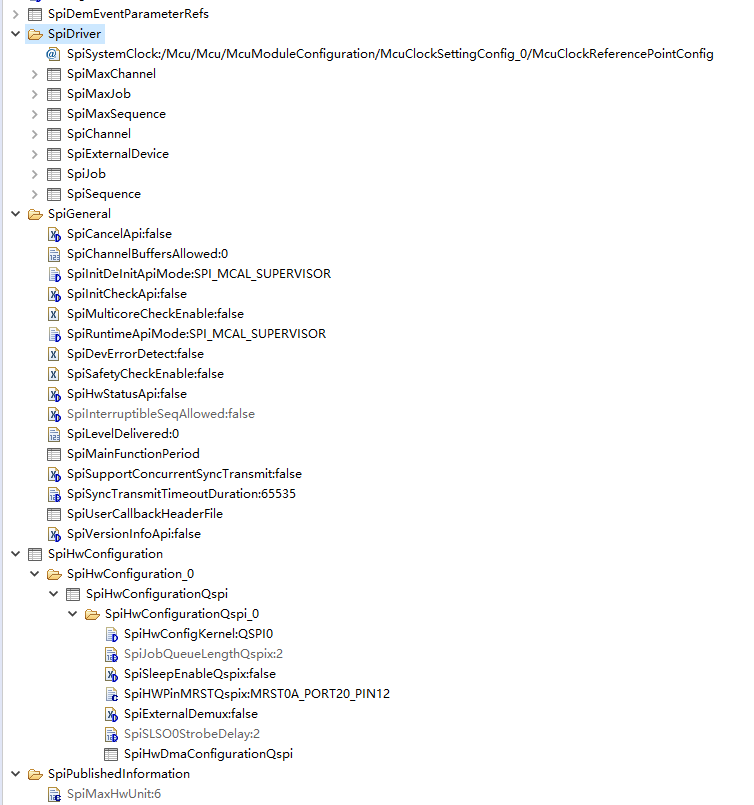 SpiDemEventParameterRefs
SpiDriver
SpiSystemClock:/Mcu/Mcu/McuModuleConfiguration/McuClockSettingConfig_0/McuClockReferencePointConfig
SpiMaxChannel
SpiMaxJob
SpiMaxSequence
SpiChannel
SpiExternalDevice
SpiJob
SpiSequence
SpiGeneral
SpiCancelApi:false
SpiChannelBuffersAllowed:0
SpiInitDeInitApiMode:SPI_MCAL_SUPERVISOR
SpiInitCheckApi:false
SpiMulticoreCheckEnable:false
SpiRuntimeApiMode:SPI_MCAL_SUPERVISOR
SpiDevErrorDetect:false
SpiSafetyCheckEnable:false
SpiHwStatusApi:false
SpiInterruptibleSeqAllowed:false
SpiLevelDelivered:0
SpiMainFunctionPeriod
SpiSupportConcurrentSyncTransmit:false
SpiSyncTransmitTimeoutDuration:65535
SpiUserCallbackHeaderFile
SpiVersionInfoApi:false
SpiHwConfiguration
SpiHwConfiguration_0
SpiHwConfigurationQspi
SpiHwConfigurationQspi_0
SpiHwConfigKernel:QSPI0
SpiJobQueueLengthQspix:2
SpiSleepEnableQspix:false
SpiHWPinMRSTQspix:MRST0A_PORT20_PIN12
SpiExternalDemux:false
SpiSLSO0StrobeDelay:2
SpiHwDmaConfigurationQspi
SpiPublishedInformation
SpiMaxHwUnit:6